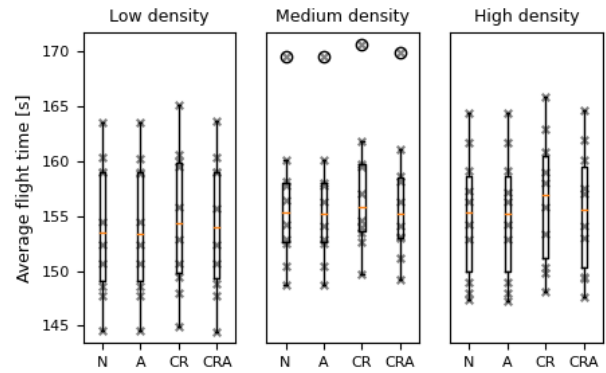 Low density
Medium density
High density
Average flight time [s]
170
165
160
155
150
145
N A CR CRA
N A CR CRA
N A CR CRA